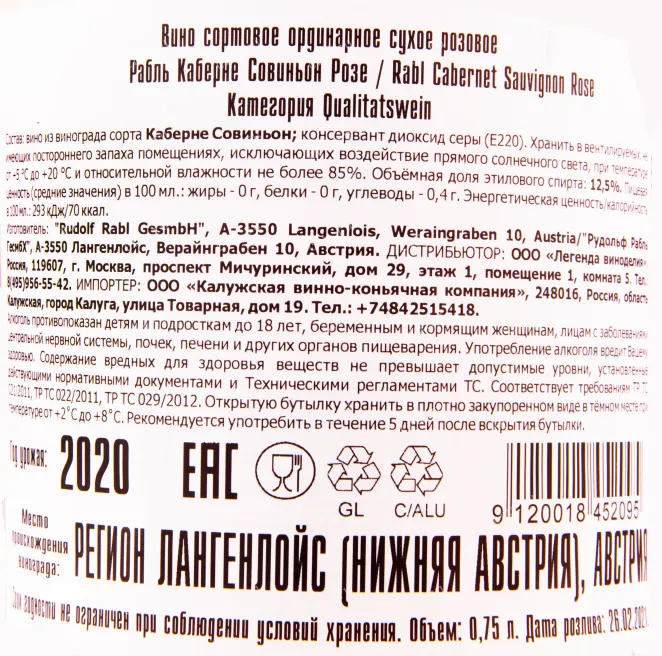 Вино сортовое ординарное сухое розовое
Рабль Каберне Совиньон Розе / Rabl Cabernet Sauvignon Rose
Категория Qualitatswein
Состав: вино из винограда сорта Каберне Совиньон; консервант диоксид серы (Е220). Хранить в вентилируемых, не
имеющих постороннего запаха помещениях, исключающих воздействие прямого солнечного света, при температуре
от +5 °С до +20 °С и относительной влажности не более 85%. Объёмная доля этилового спирта: 12,5%. Пищевая
ценность (средние значения) в 100 мл.: жиры - 0 г, белки - 0 г, углеводы - 0,4 г. Энергетическая ценность/калорийность
в 100 мл.: 293 кДж/70 ккал.
Изготовитель: "Rudolf Rabl GesmbH", A-3550 Langenlois, Weraingraben 10, Austria/"Рудольф Рабль
ГесмбХ", А-3550 Лангенлойс, Верайнграбен 10, Австрия. ДИСТРИБЬЮТОР: ООО «Легенда виноделия»,
Россия, 119607, г. Москва, проспект Мичуринский, дом 29, этаж 1, помещение 1, комната 5. Тел.:
8(495)956-55-42. ИМПОРТЕР: ООО «Калужская винно-коньячная компания», 248016, Россия, область
Калужская, город Калуга, улица Товарная, дом 19. Тел.: +74842515418.
Алкоголь противопоказан детям и подросткам до 18 лет, беременным и кормящим женщинам, лицам с заболеваниями
центральной нервной системы, почек, печени и других органов пищеварения. Употребление алкоголя вредит Вашему
здоровью. Содержание вредных для здоровья веществ не превышает допустимые уровни, установленные
действующими нормативными документами и Техническими регламентами ТС. Соответствует требованиям ТР ТС
021/2011, ТР ТС 022/2011, ТР ТС 029/2012. Открытую бутылку хранить в плотно закупоренном виде в тёмном месте при
температуре от +2°С до +8°С. Рекомендуется употребить в течение 5 дней после вскрытия бутылки.
Год урожая: 2020 ЕАС
GL C/ALU
9 120018 452095
Место
происхождения
винограда:
РЕГИОН ЛАНГЕНЛОЙС (НИЖНЯЯ АВСТРИЯ), АВСТРИЯ
Срок годности не ограничен при соблюдении условий хранения. Объем: 0,75 л. Дата розлива: 26.02.2021